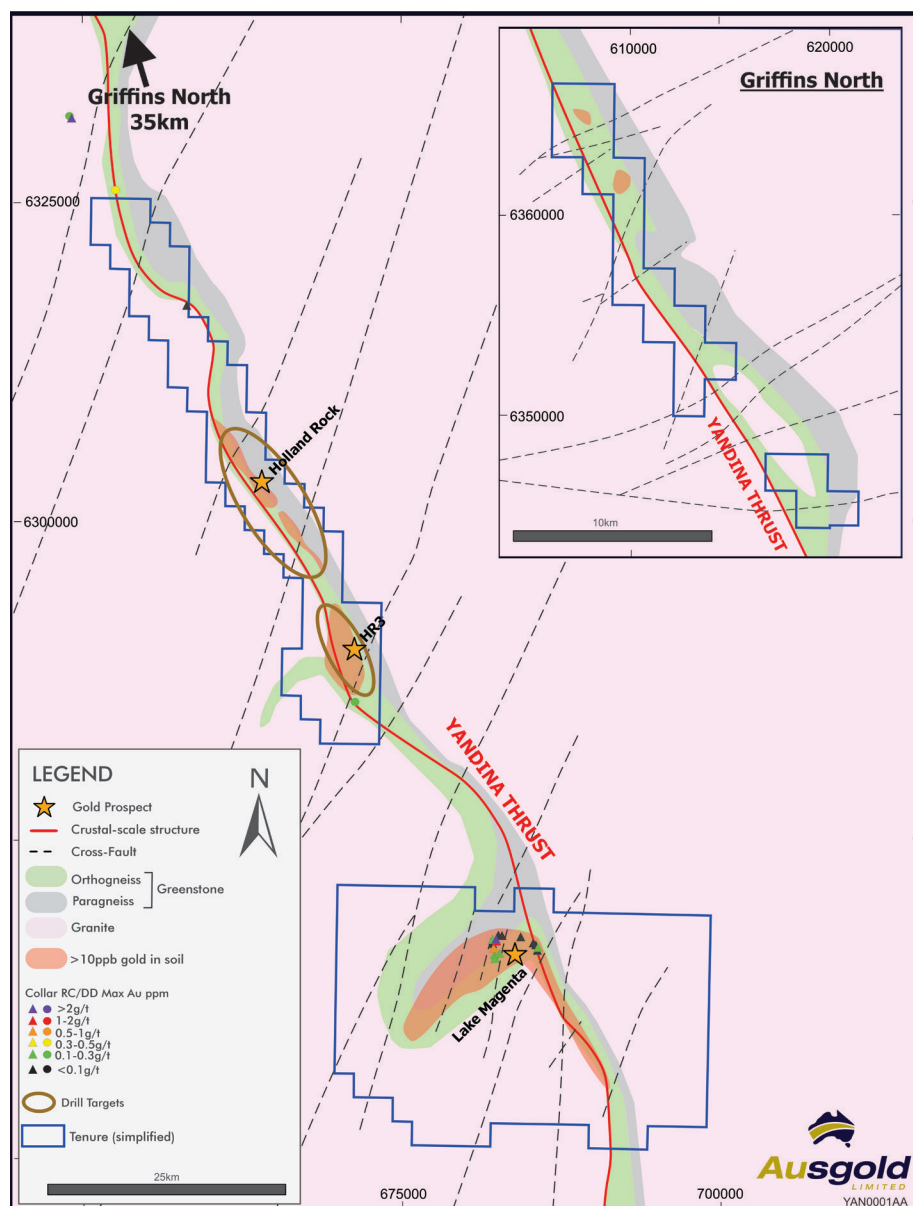 Griffins North
35km
610000
620000
Griffins North
6325000
6360000
6350000
YANDINA THRUST
10km
Holland Rock
6300000
HR3
YANDINA THRUST
LEGEND
N
Gold Prospect
Crustal-scale structure
Cross-Fault
Orthogneiss
Greenstone
Paragneiss
Granite
>10ppb gold in soil
Collar RC/DD Max Au ppm
>2g/t
1-2g/t
0.5-1g/t
0.3-0.5g/t
0.1-0.3g/t
<0.1g/t
Drill Targets
Tenure (simplified)
25km
Lake Magenta
675000
700000
Ausgold
LIMITED
YAN0001AA